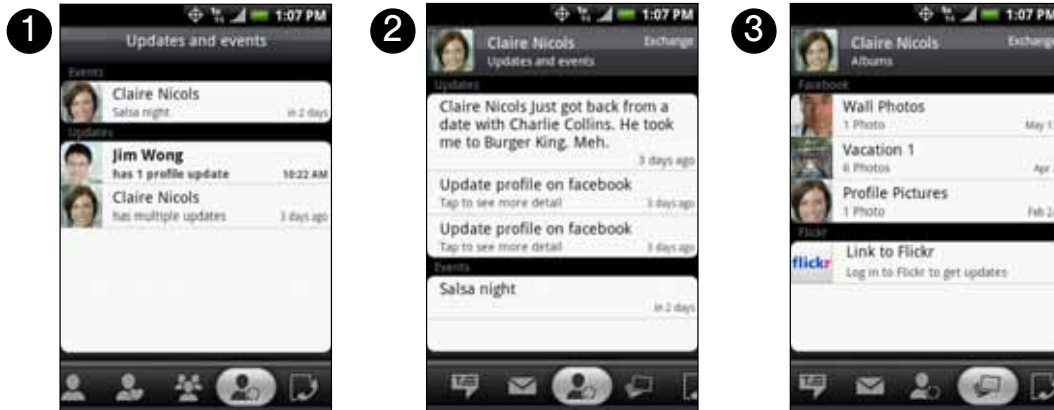 1
1:07 PM
Updates and events
Events
Claire Nicols
Salsa night
in 2 days
Updates
Jim Wong
has 1 profile update
10:22 AM
Claire Nicols
has multiple updates
3 days ago
2
1:07 PM
Claire Nicols
Exchange
Updates and events
Updates
Claire Nicols Just got back from a
date with Charlie Collins. He took
me to Burger King. Meh.
3 days ago
Update profile on facebook
Tap to see more detail
3 days ago
Update profile on facebook
Tap to see more detail
3 days ago
Events
Salsa night
in 2 days
3
1:07 PM
Claire Nicols
Albums
Facebook
Wall Photos
1 Photo
May
Vacation 1
6 Photos
Apr
Profile Pictures
1 Photo
Feb
Flickr
flickr
Link to Flickr
Log in to Flickr to get updates